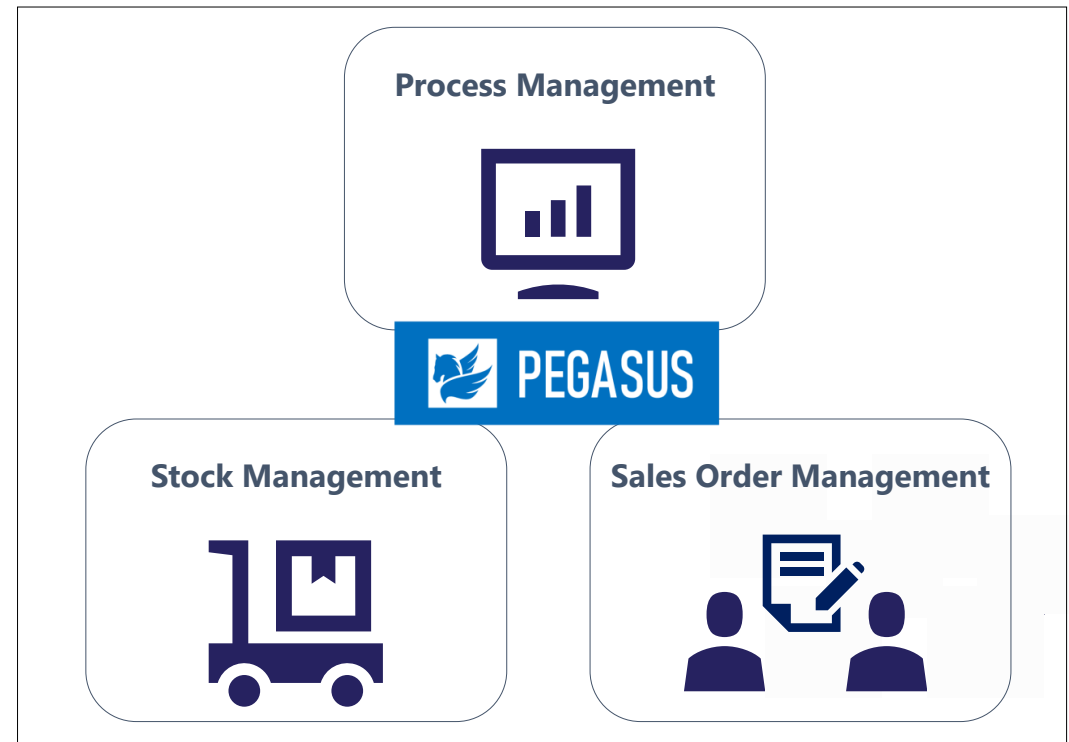 Process Management
PEGASUS
Stock Management
Sales Order Management